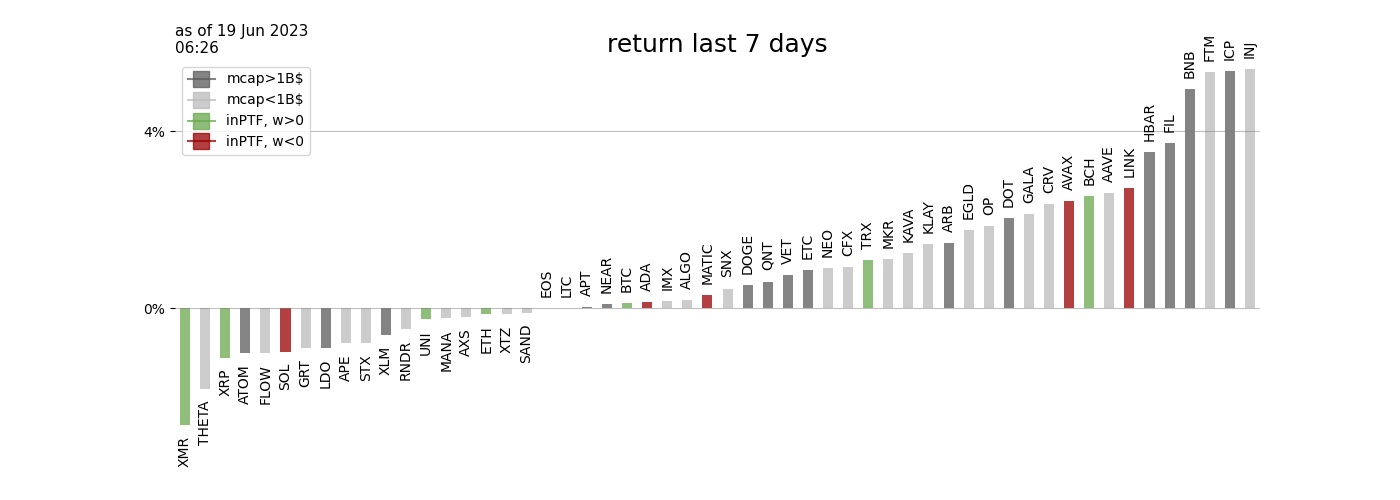 as of 19 Jun 2023
06:26
return last 7 days
mcap>1B$
mcap<1B$
inPTF, w>0
inPTF, w<0
4%
0%
XMR
THETA
XRP
ATOM
FLOW
SOL
GRT
LDO
APE
STX
XLM
RNDR
UNI
MANA
AXS
ETH
XTZ
SAND
EOS
LTC
APT
NEAR
BTC
ADA
IMX
ALGO
MATIC
SNX
DOGE
QNT
VET
ETC
NEO
CFX
TRX
MKR
KAVA
KLAY
ARB
EGLD
OP
DOT
GALA
CRV
AVAX
BCH
AAVE
LINK
HBAR
FIL
BNB
FTM
ICP
INJ